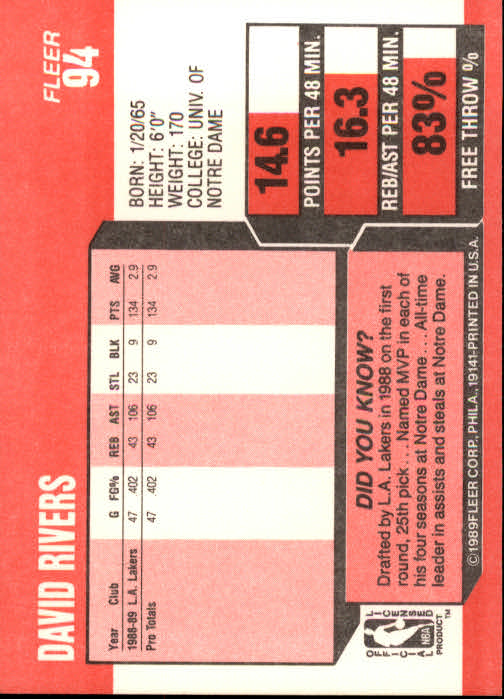 DAVID RIVERS
FLEER
94
BORN: 1/20/65
HEIGHT: 6'0"
WEIGHT: 170
COLLEGE: UNIV. OF
NOTRE DAME
Year Club G FG% REB AST STL BLK PTS AVG
1988-89 L.A. Lakers 47 .402 43 106 23 9 134 2.9
Pro Totals 47 .402 43 106 23 9 134 2.9
14.6
POINTS PER 48 MIN.
16.3
REB/AST PER 48 MIN.
83%
FREE THROW %
DID YOU KNOW?
Drafted by L.A. Lakers in 1988 on the first
round, 25th pick . . . Named MVP in each of
his four seasons at Notre Dame . . . All-time
leader in assists and steals at Notre Dame.
OFFICIAL
LICENSED
NBA
PRODUCT™
©1989 FLEER CORP., PHILA., 19141-PRINTED IN U.S.A.